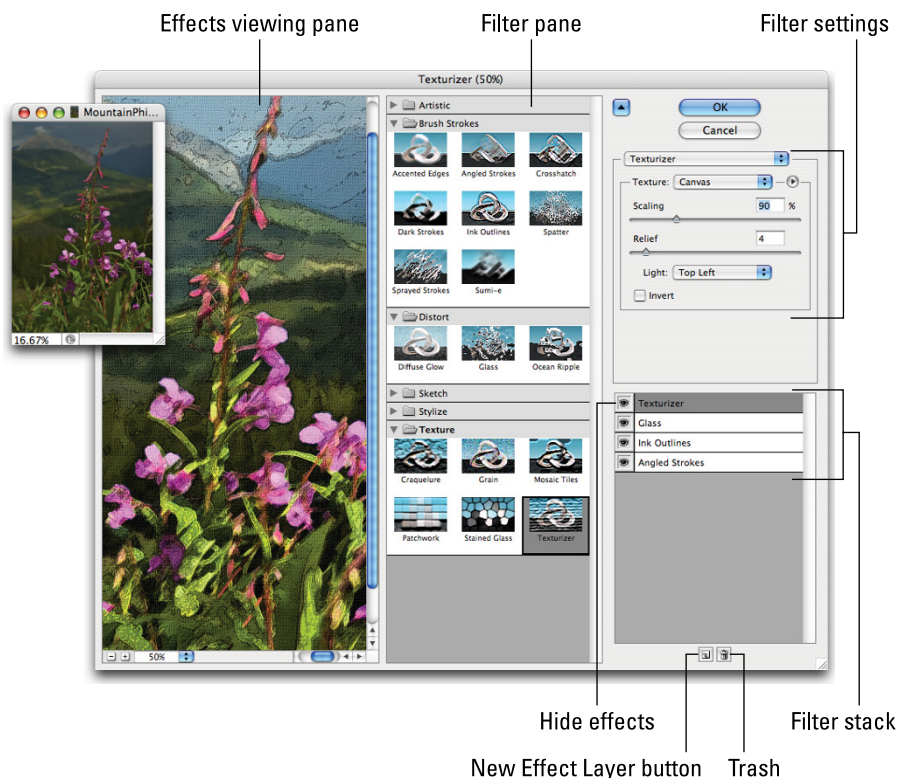 Effects viewing pane
Filter pane
Filter settings
Texturizer (50%)
MountainPhi...
16.67%
50%
Artistic
Brush Strokes
Accented Edges
Angled Strokes
Crosshatch
Dark Strokes
Ink Outlines
Spatter
Sprayed Strokes
Sumi-e
Distort
Diffuse Glow
Glass
Ocean Ripple
Sketch
Stylize
Texture
Craquelure
Grain
Mosaic Tiles
Patchwork
Stained Glass
Texturizer
OK
Cancel
Texturizer
Texture: Canvas
Scaling 90 %
Relief 4
Light: Top Left
Invert
Texturizer
Glass
Ink Outlines
Angled Strokes
Hide effects
Filter stack
New Effect Layer button
Trash